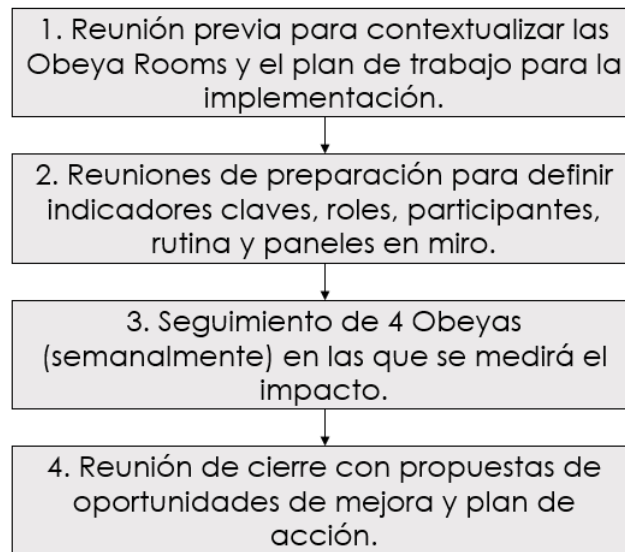 1. Reunión previa para contextualizar las
Obeya Rooms y el plan de trabajo para la
implementación.
2. Reuniones de preparación para definir
indicadores claves, roles, participantes,
rutina y paneles en miro.
3. Seguimiento de 4 Obeyas
(semanalmente) en las que se medirá el
impacto.
4. Reunión de cierre con propuestas de
oportunidades de mejora y plan de
acción.